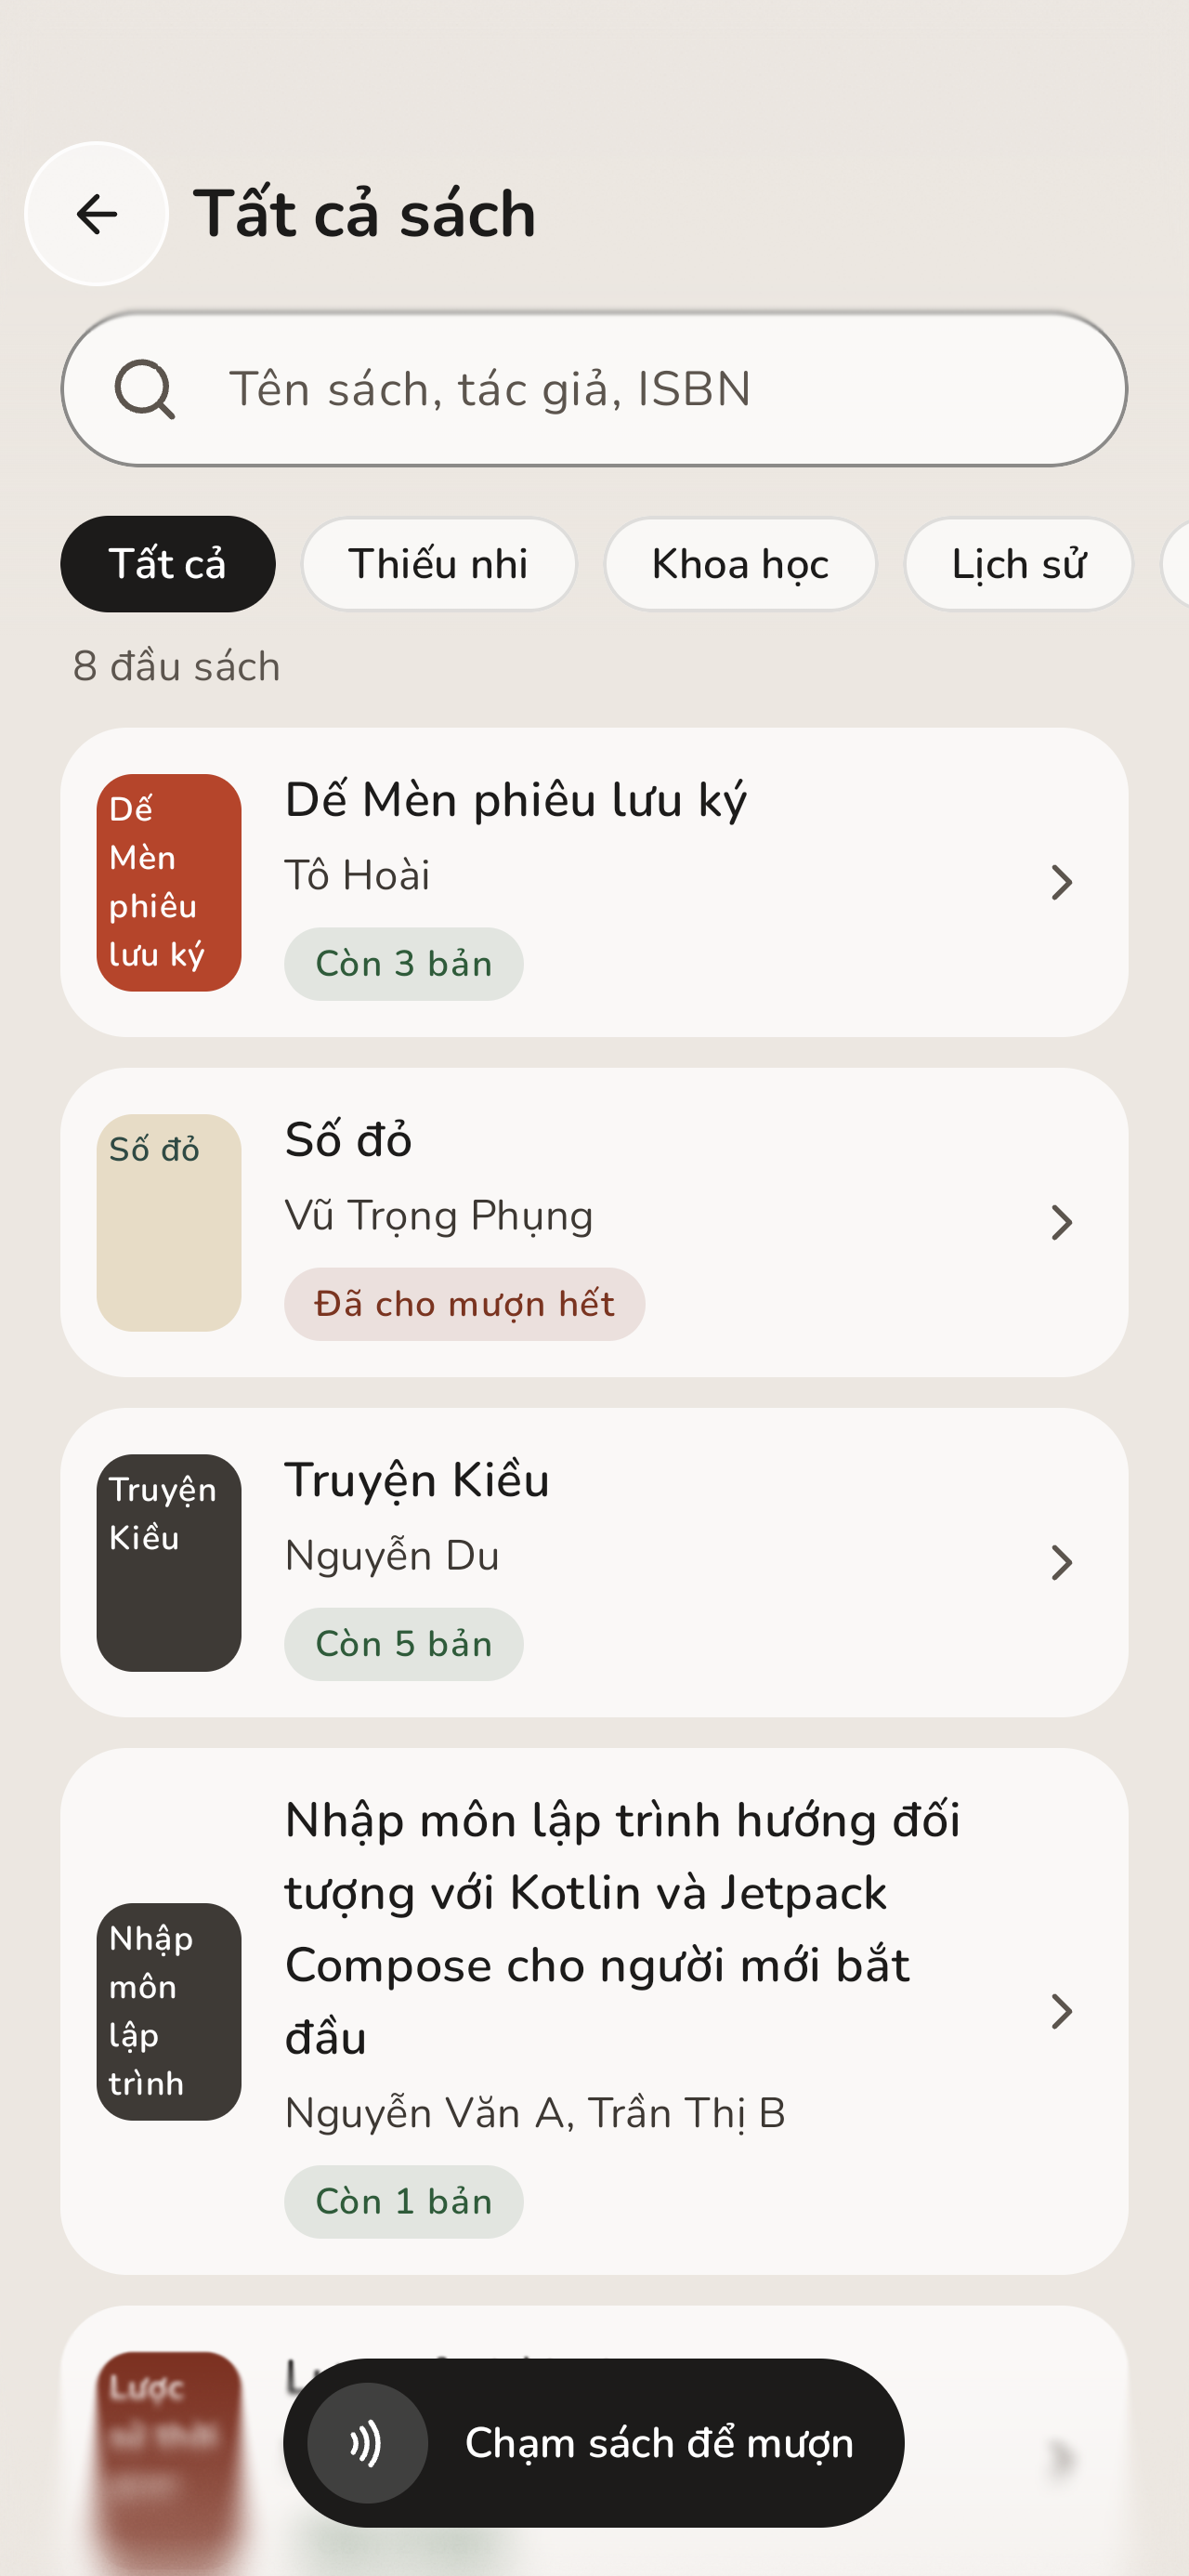 Tất cả sách
Tên sách, tác giả, ISBN
Tất cả
Thiếu nhi
Khoa học
Lịch sử
8 đầu sách
Dế
Mèn
phiêu
lưu ký
Dế Mèn phiêu lưu ký
Tô Hoài
Còn 3 bản
Số đỏ
Số đỏ
Vũ Trọng Phụng
Đã cho mượn hết
Truyện
Kiều
Truyện Kiều
Nguyễn Du
Còn 5 bản
Nhập
môn
lập
trình
Nhập môn lập trình hướng đối
tượng với Kotlin và Jetpack
Compose cho người mới bắt
đầu
Nguyễn Văn A, Trần Thị B
Còn 1 bản
Lược
sử thời
Chạm sách để mượn